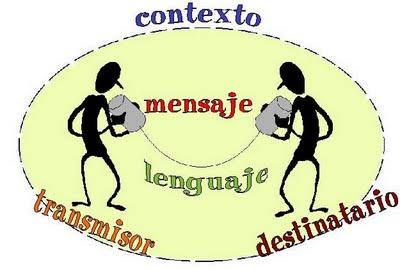 contexto
mensaje
lenguaje
transmisor
destinatario